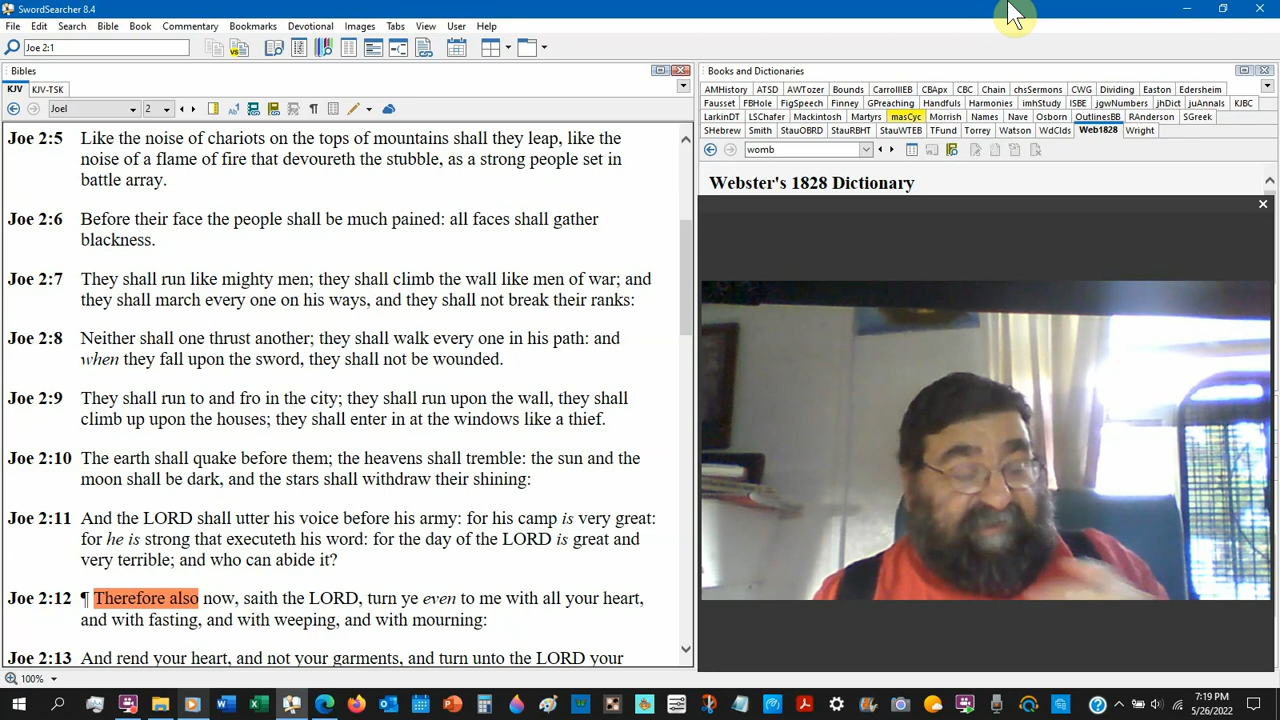 SwordSearcher 8.4
File Edit Search Bible Book Commentary Bookmarks Devotional Images Tabs View User Help
Joe 2:1
Bibles
KJV KJV-TSK
Joel 2
Joe 2:5 Like the noise of chariots on the tops of mountains shall they leap, like the
noise of a flame of fire that devoureth the stubble, as a strong people set in
battle array.
Joe 2:6 Before their face the people shall be much pained: all faces shall gather
blackness.
Joe 2:7 They shall run like mighty men; they shall climb the wall like men of war; and
they shall march every one on his ways, and they shall not break their ranks:
Joe 2:8 Neither shall one thrust another; they shall walk every one in his path: and
when they fall upon the sword, they shall not be wounded.
Joe 2:9 They shall run to and fro in the city; they shall run upon the wall, they shall
climb up upon the houses; they shall enter in at the windows like a thief.
Joe 2:10 The earth shall quake before them; the heavens shall tremble: the sun and the
moon shall be dark, and the stars shall withdraw their shining:
Joe 2:11 And the LORD shall utter his voice before his army: for his camp is very great:
for he is strong that executeth his word: for the day of the LORD is great and
very terrible; and who can abide it?
Joe 2:12 ¶ Therefore also now, saith the LORD, turn ye even to me with all your heart,
and with fasting, and with weeping, and with mourning:
Joe 2:13 And rend your heart, and not your garments, and turn unto the LORD your
100%
Books and Dictionaries
AMHistory ATSD AWTozer Bounds CarrollIEB CBApx CBC Chain chsSermons CWG Dividing Easton Edersheim
Fausset FBHole FigSpeech Finney GPreaching Handfuls Harmonies imhStudy ISBE jgwNumbers jhDict juAnnals KJBC
LarkinDT LSChafer Mackintosh Martyrs masCyc Morrish Names Nave Osborn OutlinesBB RAnderson SGreek
SHebrew Smith StauOBRD StauRBHT StauWTEB TFund Torrey Watson WdClds Web1828 Wright
womb
Webster's 1828 Dictionary
7:19 PM
5/26/2022